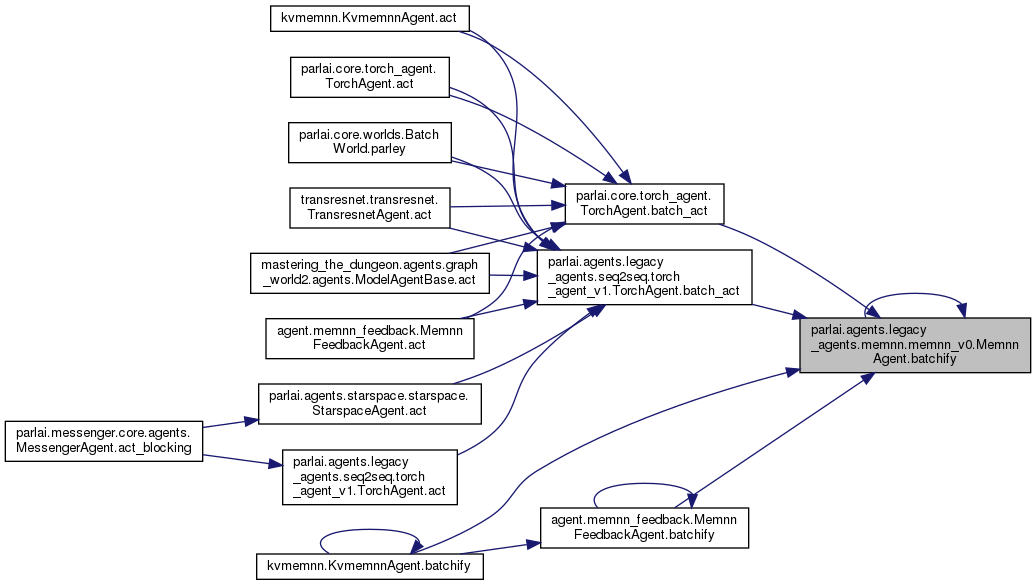 kvmemnn.KvmemnnAgent.act
parlai.core.torch_agent.
TorchAgent.act
parlai.core.worlds.Batch
World.parley
transresnet.transresnet.
TransresnetAgent.act
mastering_the_dungeon.agents.graph
_world2.agents.ModelAgentBase.act
agent.memnn_feedback.Memnn
FeedbackAgent.act
parlai.agents.starspace.starspace.
StarspaceAgent.act
parlai.messenger.core.agents.
MessengerAgent.act_blocking
parlai.agents.legacy
_agents.seq2seq.torch
_agent_v1.TorchAgent.act
kvmemnn.KvmemnnAgent.batchify
parlai.core.torch_agent.
TorchAgent.batch_act
parlai.agents.legacy
_agents.seq2seq.torch
_agent_v1.TorchAgent.batch_act
agent.memnn_feedback.Memnn
FeedbackAgent.batchify
parlai.agents.legacy
_agents.memnn.memnn_v0.Memnn
Agent.batchify